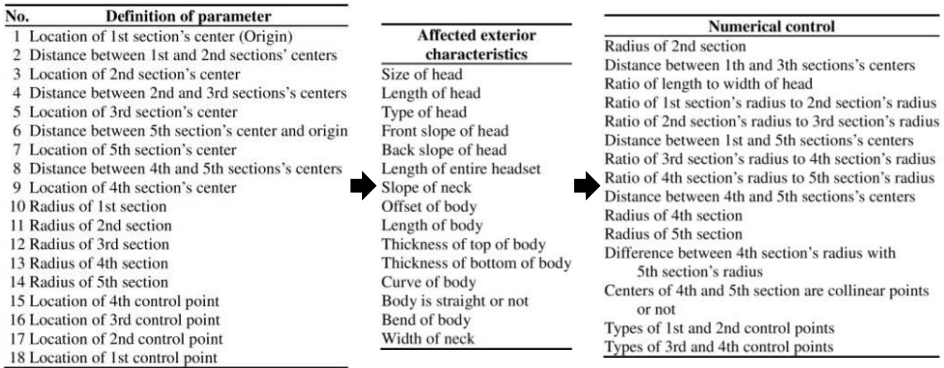 No. Definition of parameter
1 Location of 1st section's center (Origin)
2 Distance between 1st and 2nd sections' centers
3 Location of 2nd section's center
4 Distance between 2nd and 3rd sections's centers
5 Location of 3rd section's center
6 Distance between 5th section's center and origin
7 Location of 5th section's center
8 Distance between 4th and 5th sections's centers
9 Location of 4th section's center
10 Radius of 1st section
11 Radius of 2nd section
12 Radius of 3rd section
13 Radius of 4th section
14 Radius of 5th section
15 Location of 4th control point
16 Location of 3rd control point
17 Location of 2nd control point
18 Location of 1st control point
Affected exterior
characteristics
Size of head
Length of head
Type of head
Front slope of head
Back slope of head
Length of entire headset
Slope of neck
Offset of body
Length of body
Thickness of top of body
Thickness of bottom of body
Curve of body
Body is straight or not
Bend of body
Width of neck
Numerical control
Radius of 2nd section
Distance between 1th and 3th sections's centers
Ratio of length to width of head
Ratio of 1st section's radius to 2nd section's radius
Ratio of 2nd section's radius to 3rd section's radius
Distance between 1st and 5th sections's centers
Ratio of 3rd section's radius to 4th section's radius
Ratio of 4th section's radius to 5th section's radius
Distance between 4th and 5th sections's centers
Radius of 4th section
Radius of 5th section
Difference between 4th section's radius with
5th section's radius
Centers of 4th and 5th section are collinear points
or not
Types of 1st and 2nd control points
Types of 3rd and 4th control points